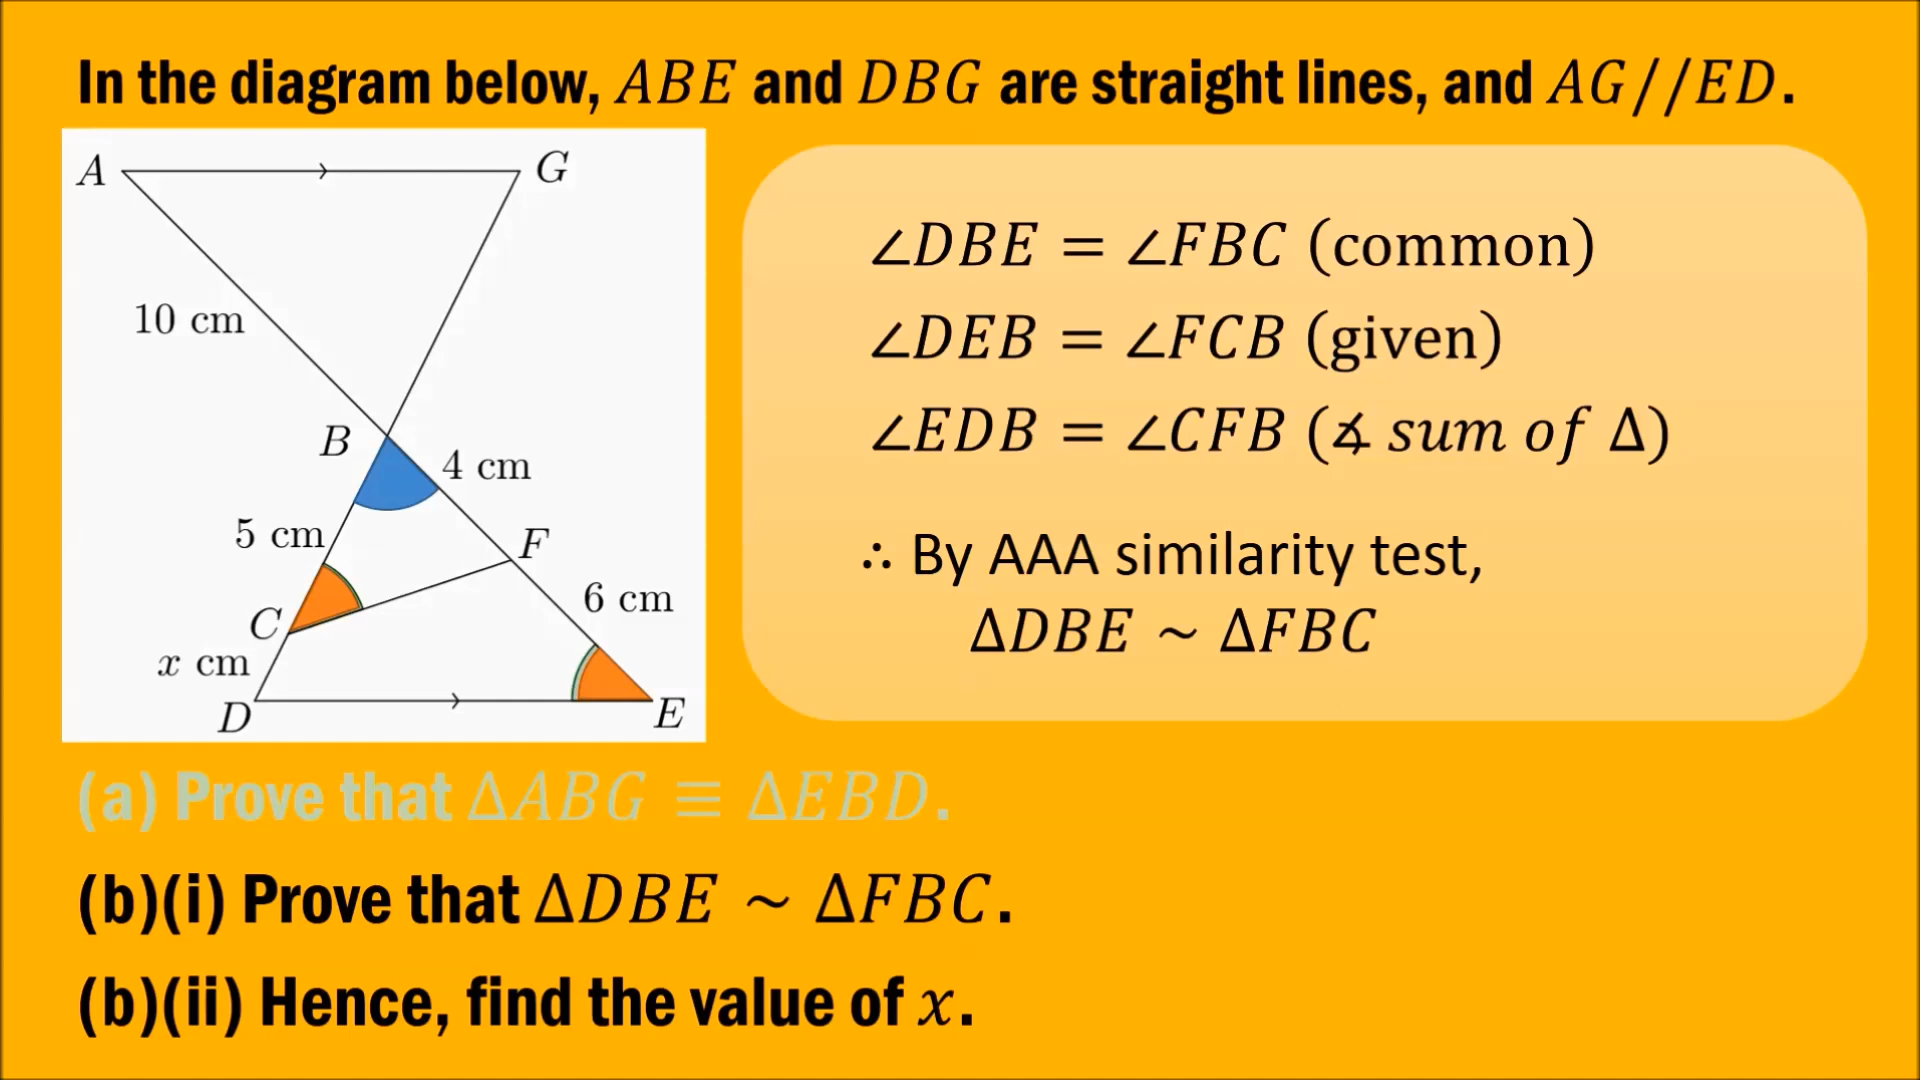 In the diagram below, ABE and DBG are straight lines, and AG//ED.
A
G
10 cm
B
4 cm
5 cm
F
6 cm
C
x cm
D
E
∠DBE = ∠FBC (common)
∠DEB = ∠FCB (given)
∠EDB = ∠CFB (∡ sum of Δ)
∴ By AAA similarity test,
ΔDBE ~ ΔFBC
(a) Prove that ΔABG ≡ ΔEBD.
(b)(i) Prove that ΔDBE ~ ΔFBC.
(b)(ii) Hence, find the value of x.